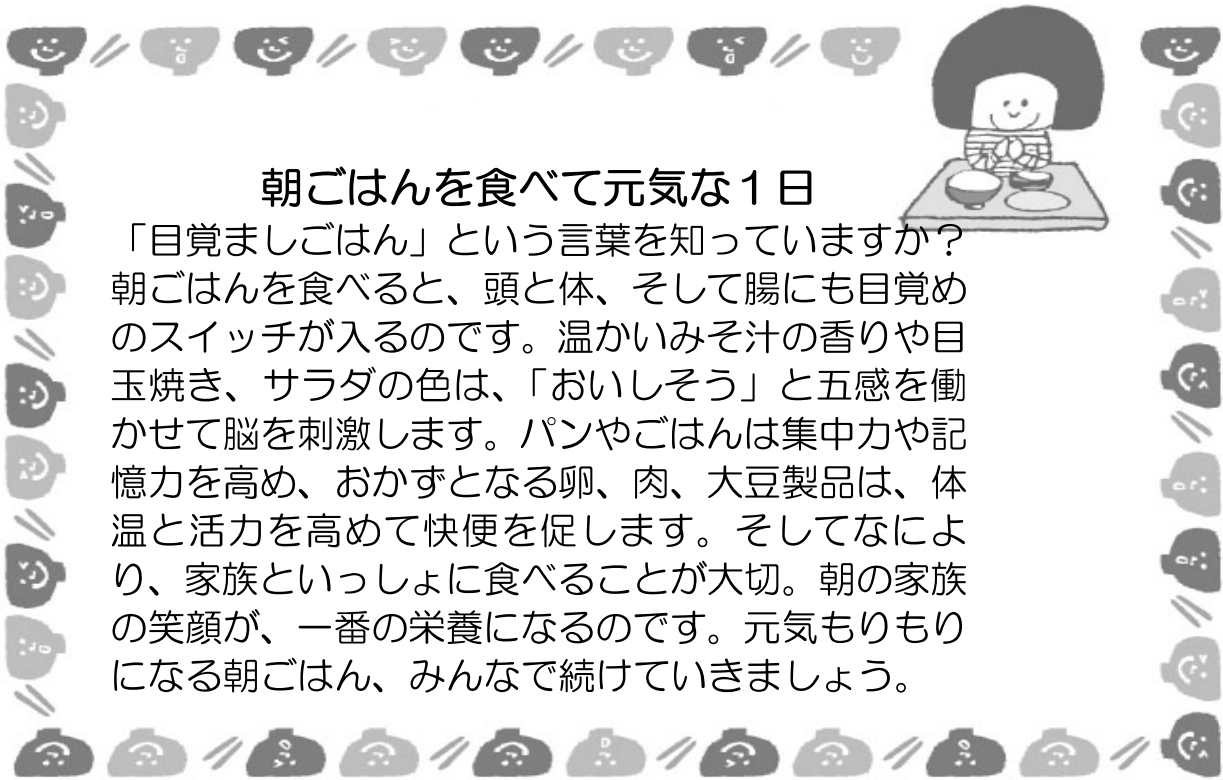 朝ごはんを食べて元気な１日
「目覚ましごはん」という言葉を知っていますか？
朝ごはんを食べると、頭と体、そして腸にも目覚め
のスイッチが入るのです。温かいみそ汁の香りや目
玉焼き、サラダの色は、「おいしそう」と五感を働
かせて脳を刺激します。パンやごはんは集中力や記
憶力を高め、おかずとなる卵、肉、大豆製品は、体
温と活力を高めて快便を促します。そしてなによ
り、家族といっしょに食べることが大切。朝の家族
の笑顔が、一番の栄養になるのです。元気もりもり
になる朝ごはん、みんなで続けていきましょう。